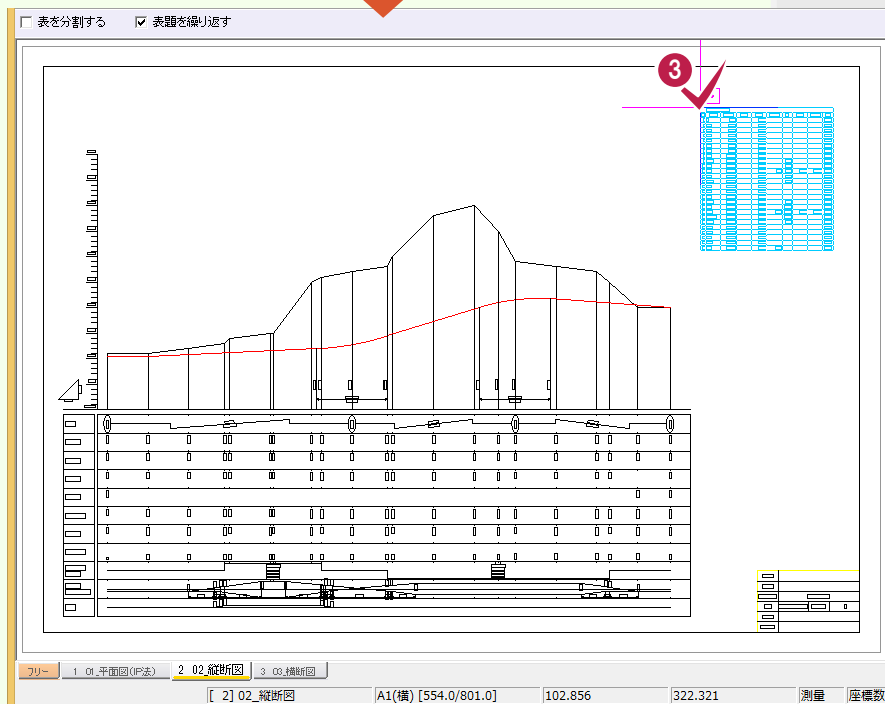 表を分割する 表題を繰り返す
3
フリー 1 01_平面図(IP法) 2 02_縦断図 3 03_横断図
[ 2] 02_縦断図 A1(横) [554.0/801.0] 102.856 322.321 測量 座標数